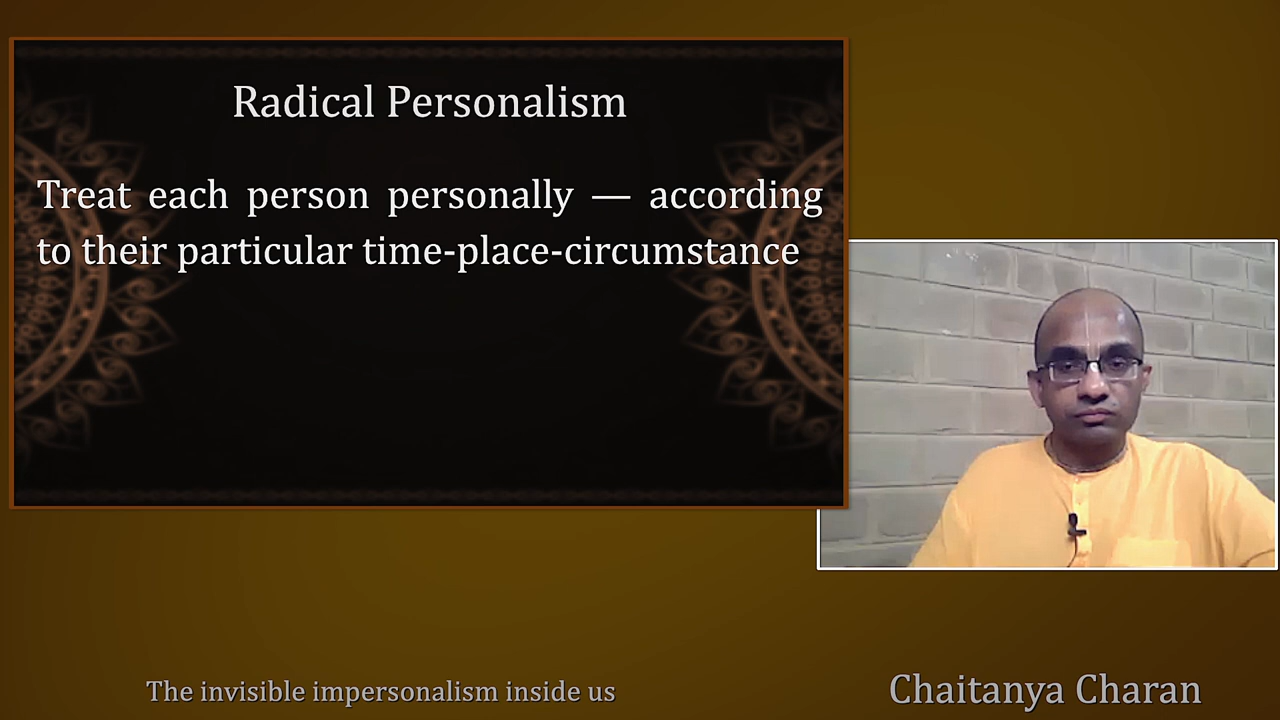 Radical Personalism
Treat each person personally — according
to their particular time-place-circumstance
The invisible impersonalism inside us
Chaitanya Charan